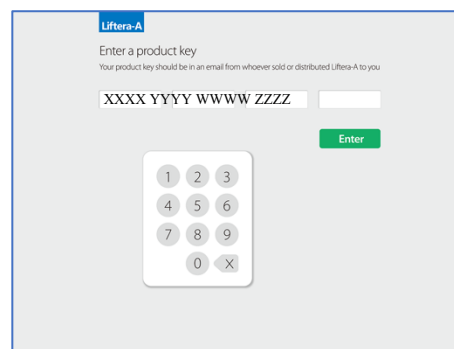 Liftera-A
Enter a product key
Your product key should be in an email from whoever sold or distributed Liftera-A to you
XXXX YYYY WWWW ZZZZ
Enter
1 2 3
4 5 6
7 8 9
0 X